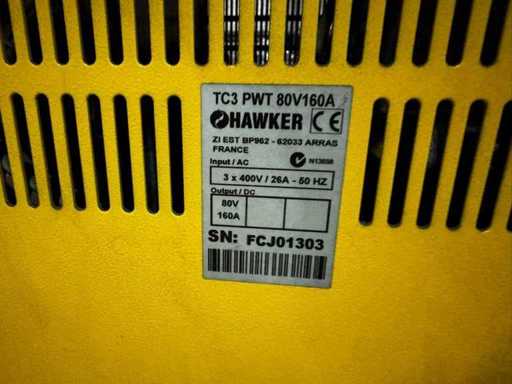 TC3 PWT 80V160A
HAWKER CE
ZI EST BP962 - 62033 ARRAS
FRANCE
N13698
Input / AC
3 x 400V / 26A - 50 HZ
Output / DC
80V
160A
SN: FCJ01303